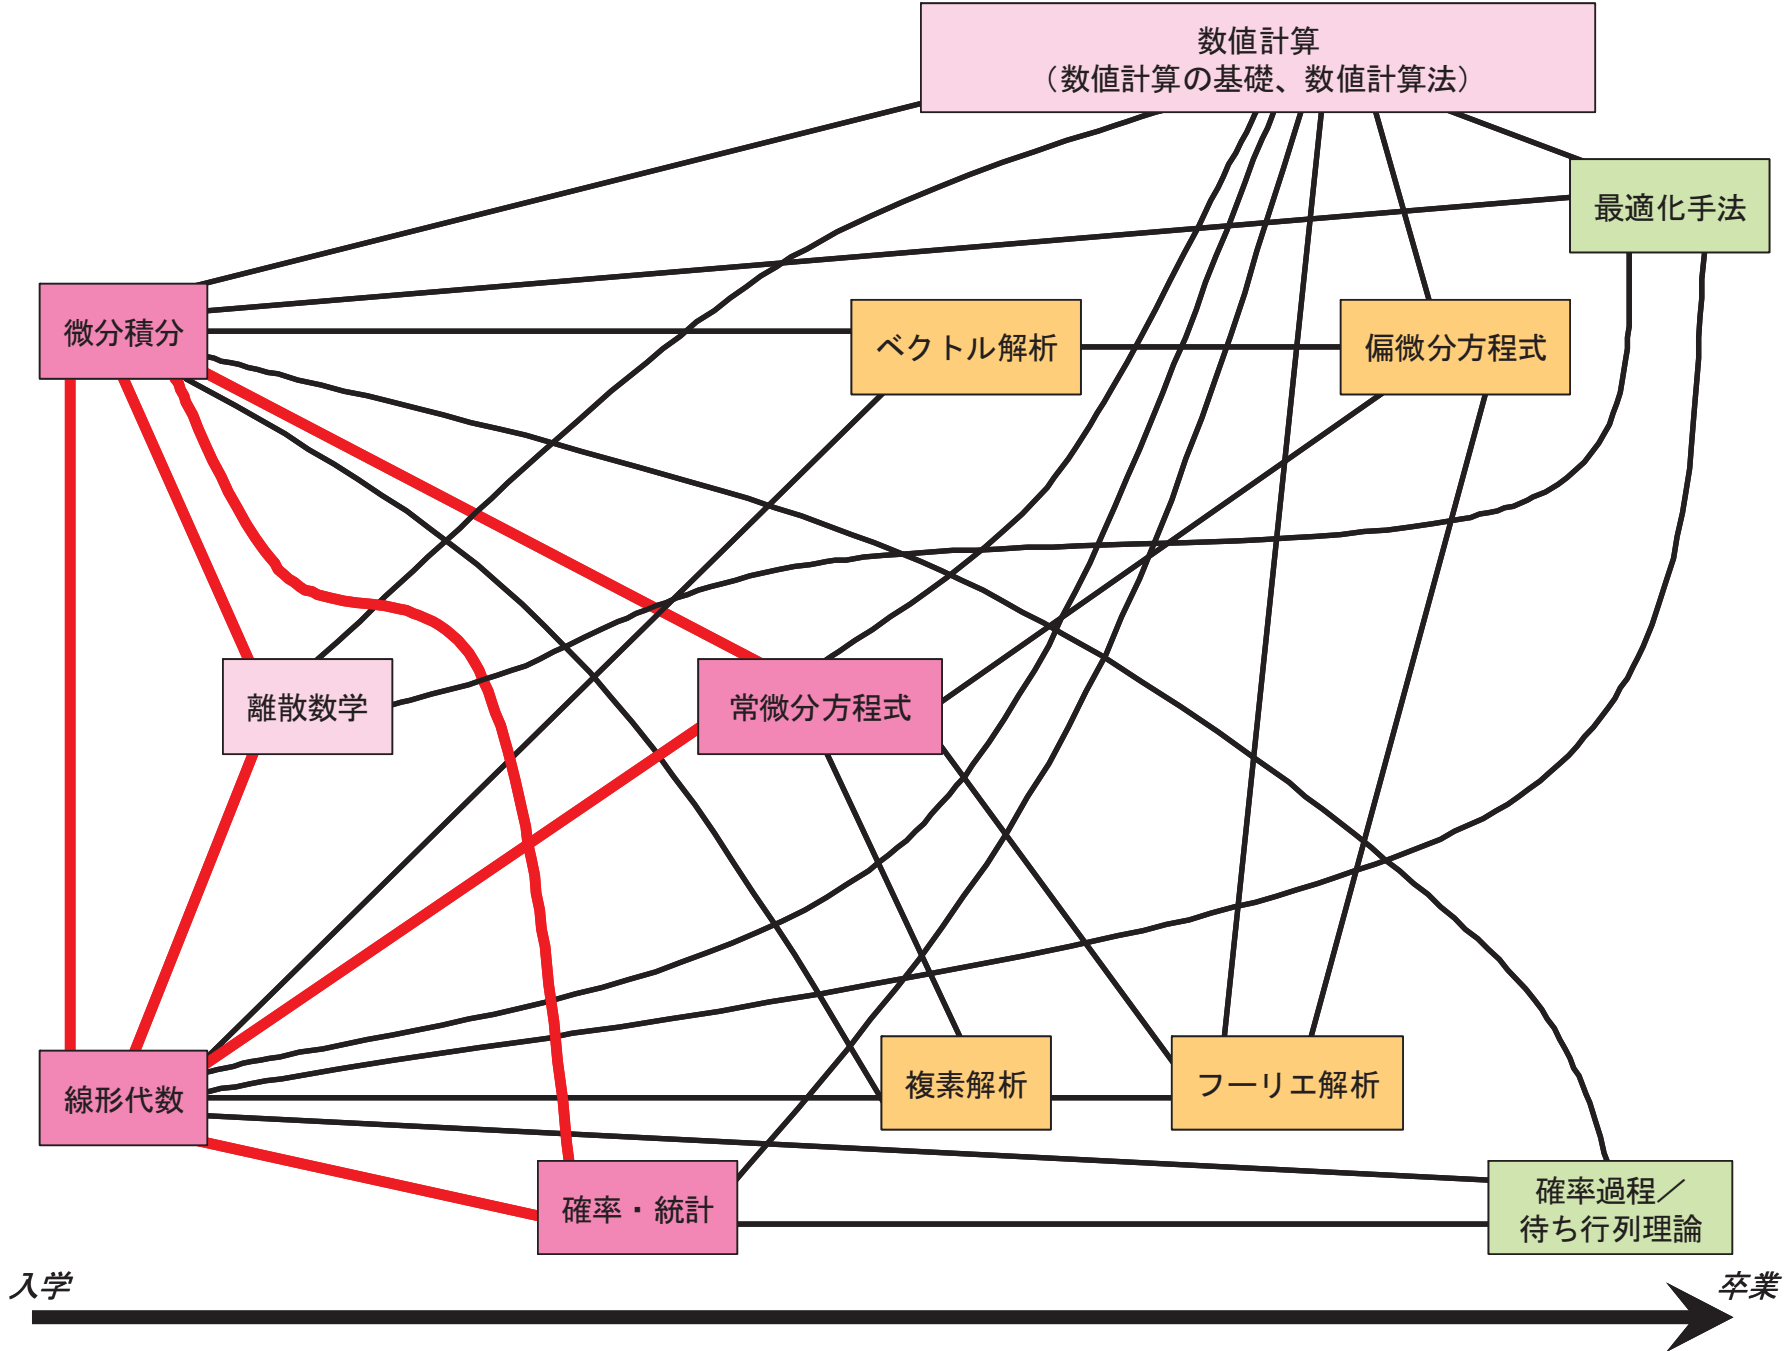 数値計算
（数値計算の基礎、数値計算法）
最適化手法
微分積分
ベクトル解析
偏微分方程式
離散数学
常微分方程式
線形代数
複素解析
フーリエ解析
確率・統計
確率過程／
待ち行列理論
入学
卒業